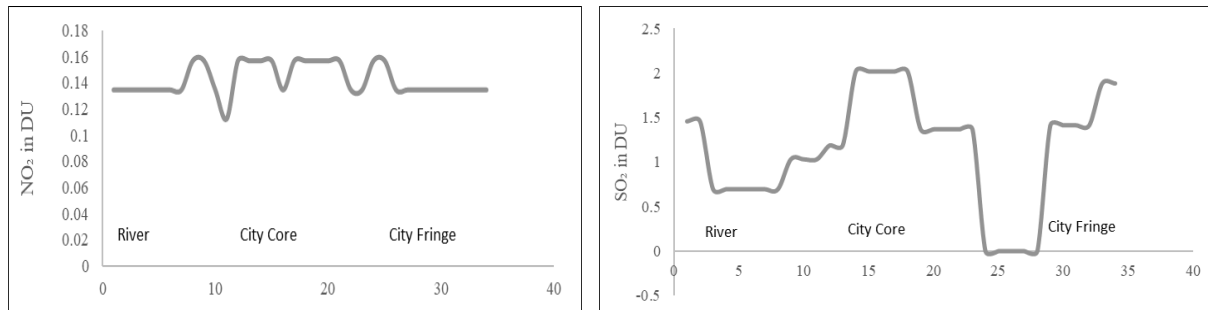 0.18
0.16
0.14
0.12
0.1
0.08
0.06
0.04
0.02
0
NO₂ in DU
River City Core City Fringe
0 10 20 30 40
2.5
2
1.5
1
0.5
0
-0.5
SO₂ in DU
River City Core City Fringe
0 5 10 15 20 25 30 35 40